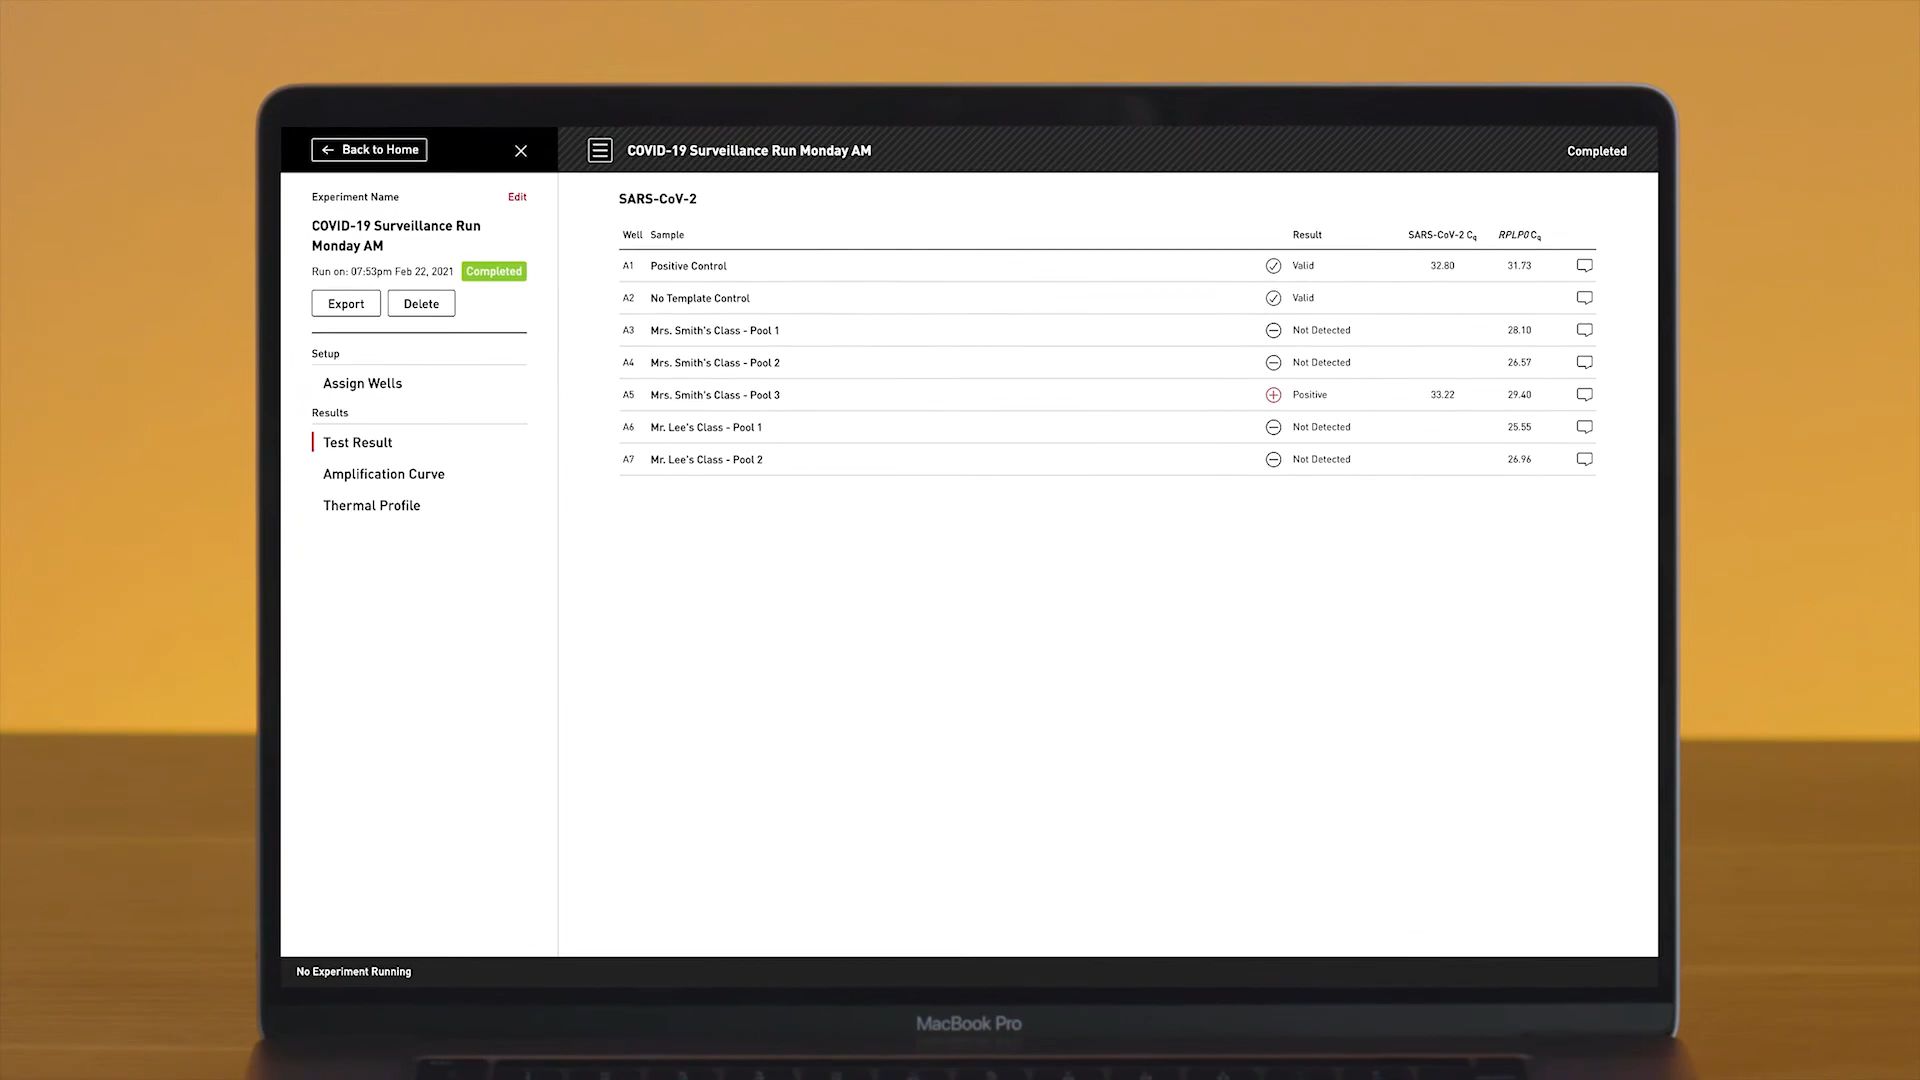 Back to Home
COVID-19 Surveillance Run Monday AM
Completed
Experiment Name
Edit
COVID-19 Surveillance Run
Monday AM
Run on: 07:53pm Feb 22, 2021
Completed
Export
Delete
Setup
Assign Wells
Results
Test Result
Amplification Curve
Thermal Profile
SARS-CoV-2
Well Sample Result SARS-CoV-2 Cq RPLP0 Cq
A1 Positive Control Valid 32.80 31.73
A2 No Template Control Valid
A3 Mrs. Smith's Class - Pool 1 Not Detected 28.10
A4 Mrs. Smith's Class - Pool 2 Not Detected 26.57
A5 Mrs. Smith's Class - Pool 3 Positive 33.22 29.40
A6 Mr. Lee's Class - Pool 1 Not Detected 25.55
A7 Mr. Lee's Class - Pool 2 Not Detected 26.96
No Experiment Running
MacBook Pro